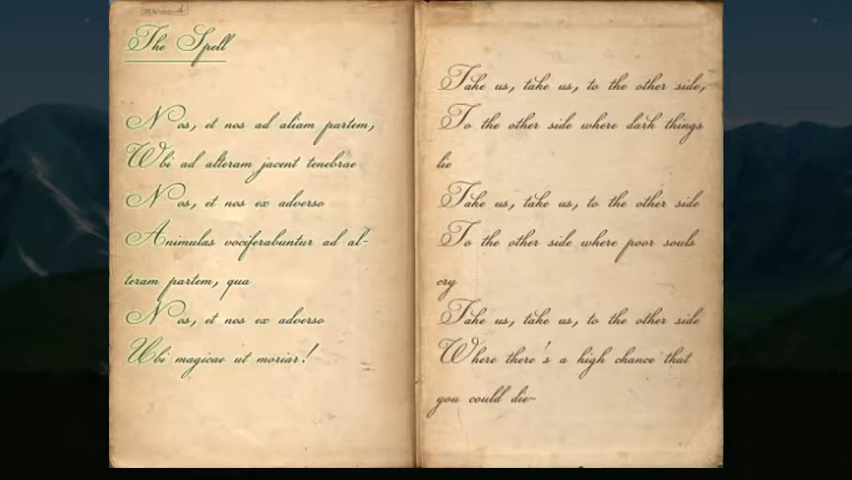 The Spell
Nos, et nos ad aliam partem,
Ubi ad alteram jacent tenebrae
Nos, et nos ex adverso
Animulas vociferabuntur ad al-
teram partem, qua
Nos, et nos ex adverso
Ubi magicae ut moriar!
Take us, take us, to the other side,
To the other side where dark things
lie
Take us, take us, to the other side
To the other side where poor souls
cry
Take us, take us, to the other side
Where there's a high chance that
you could die-